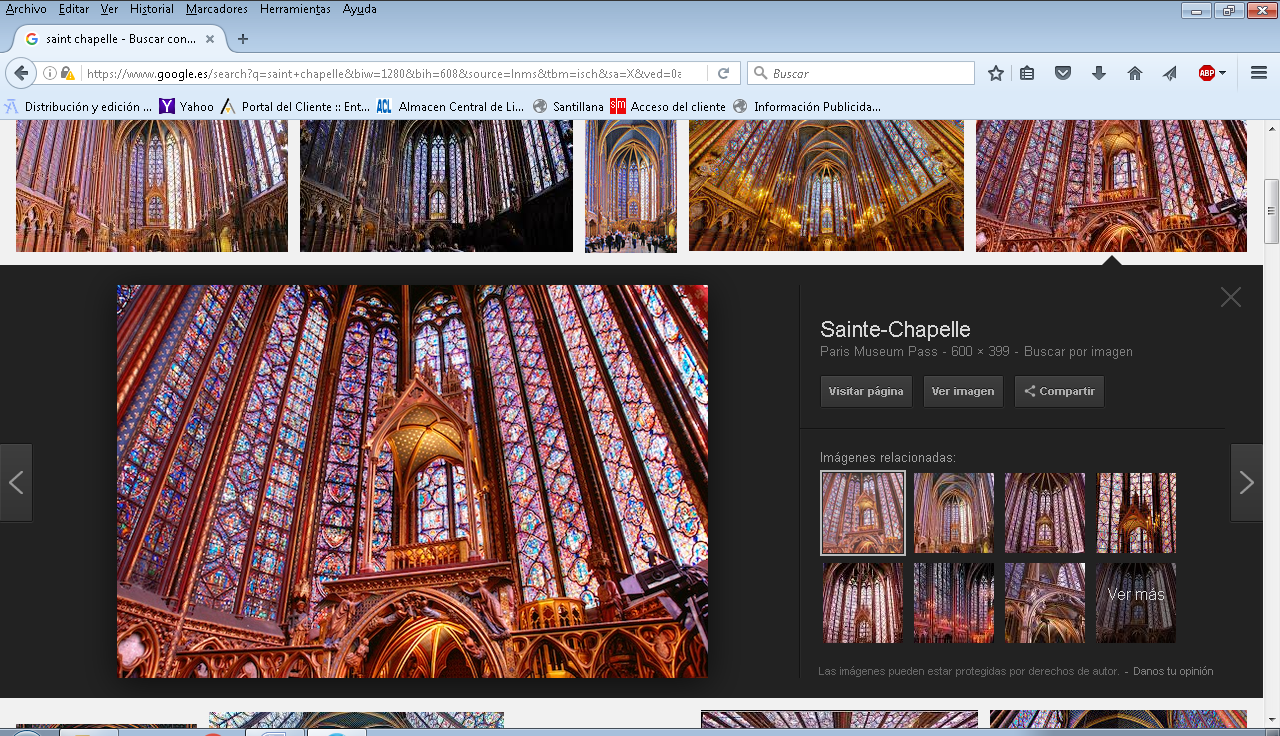 Archivo Editar Ver Historial Marcadores Herramientas Ayuda
saint chapelle - Buscar con...
https://www.google.es/search?q=saint+chapelle&biw=1280&bih=608&source=lnms&tbm=isch&sa=X&ved=0a
Buscar
ABP
Distribución y edición ... Yahoo Portal del Cliente :: Ent... ACL Almacen Central de Li... Santillana sm Acceso del cliente Información Publicida...
Sainte-Chapelle
Paris Museum Pass - 600 × 399 - Buscar por imagen
Visitar página Ver imagen Compartir
Imágenes relacionadas:
Ver más
Las imágenes pueden estar protegidas por derechos de autor. - Danos tu opinión